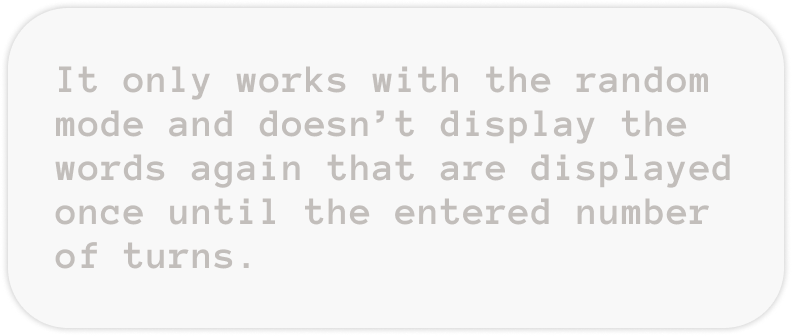 It only works with the random
mode and doesn’t display the
words again that are displayed
once until the entered number
of turns.